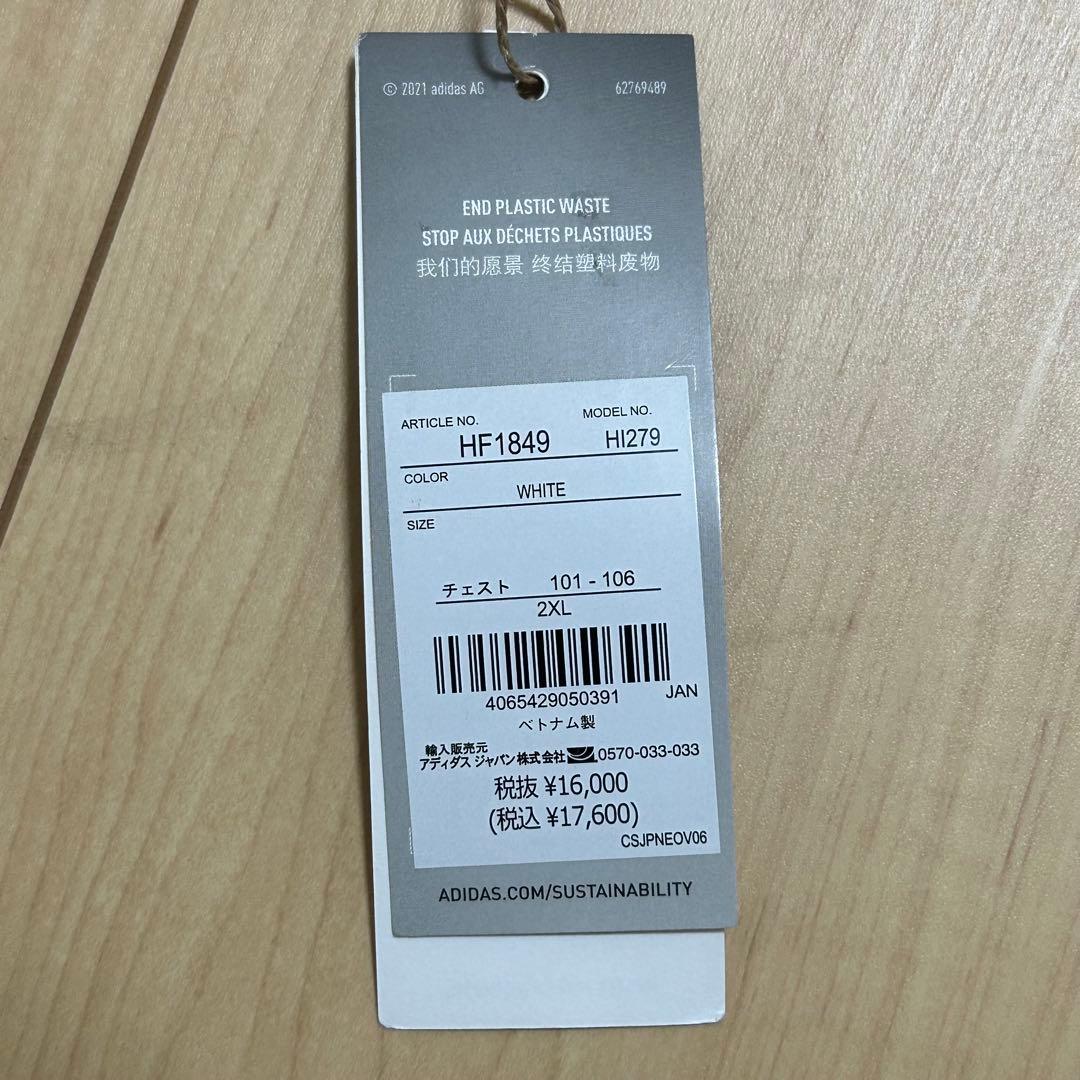 © 2021 adidas AG 62769489
END PLASTIC WASTE
STOP AUX DÉCHETS PLASTIQUES
我们的愿景 终结塑料废物
ARTICLE NO. MODEL NO.
HF1849 HI279
COLOR
WHITE
SIZE
チェスト 101 - 106
2XL
4065429050391 JAN
ベトナム製
輸入販売元
アディダス ジャパン株式会社 0570-033-033
税抜 ¥16,000
(税込 ¥17,600)
CSJPNEOV06
ADIDAS.COM/SUSTAINABILITY